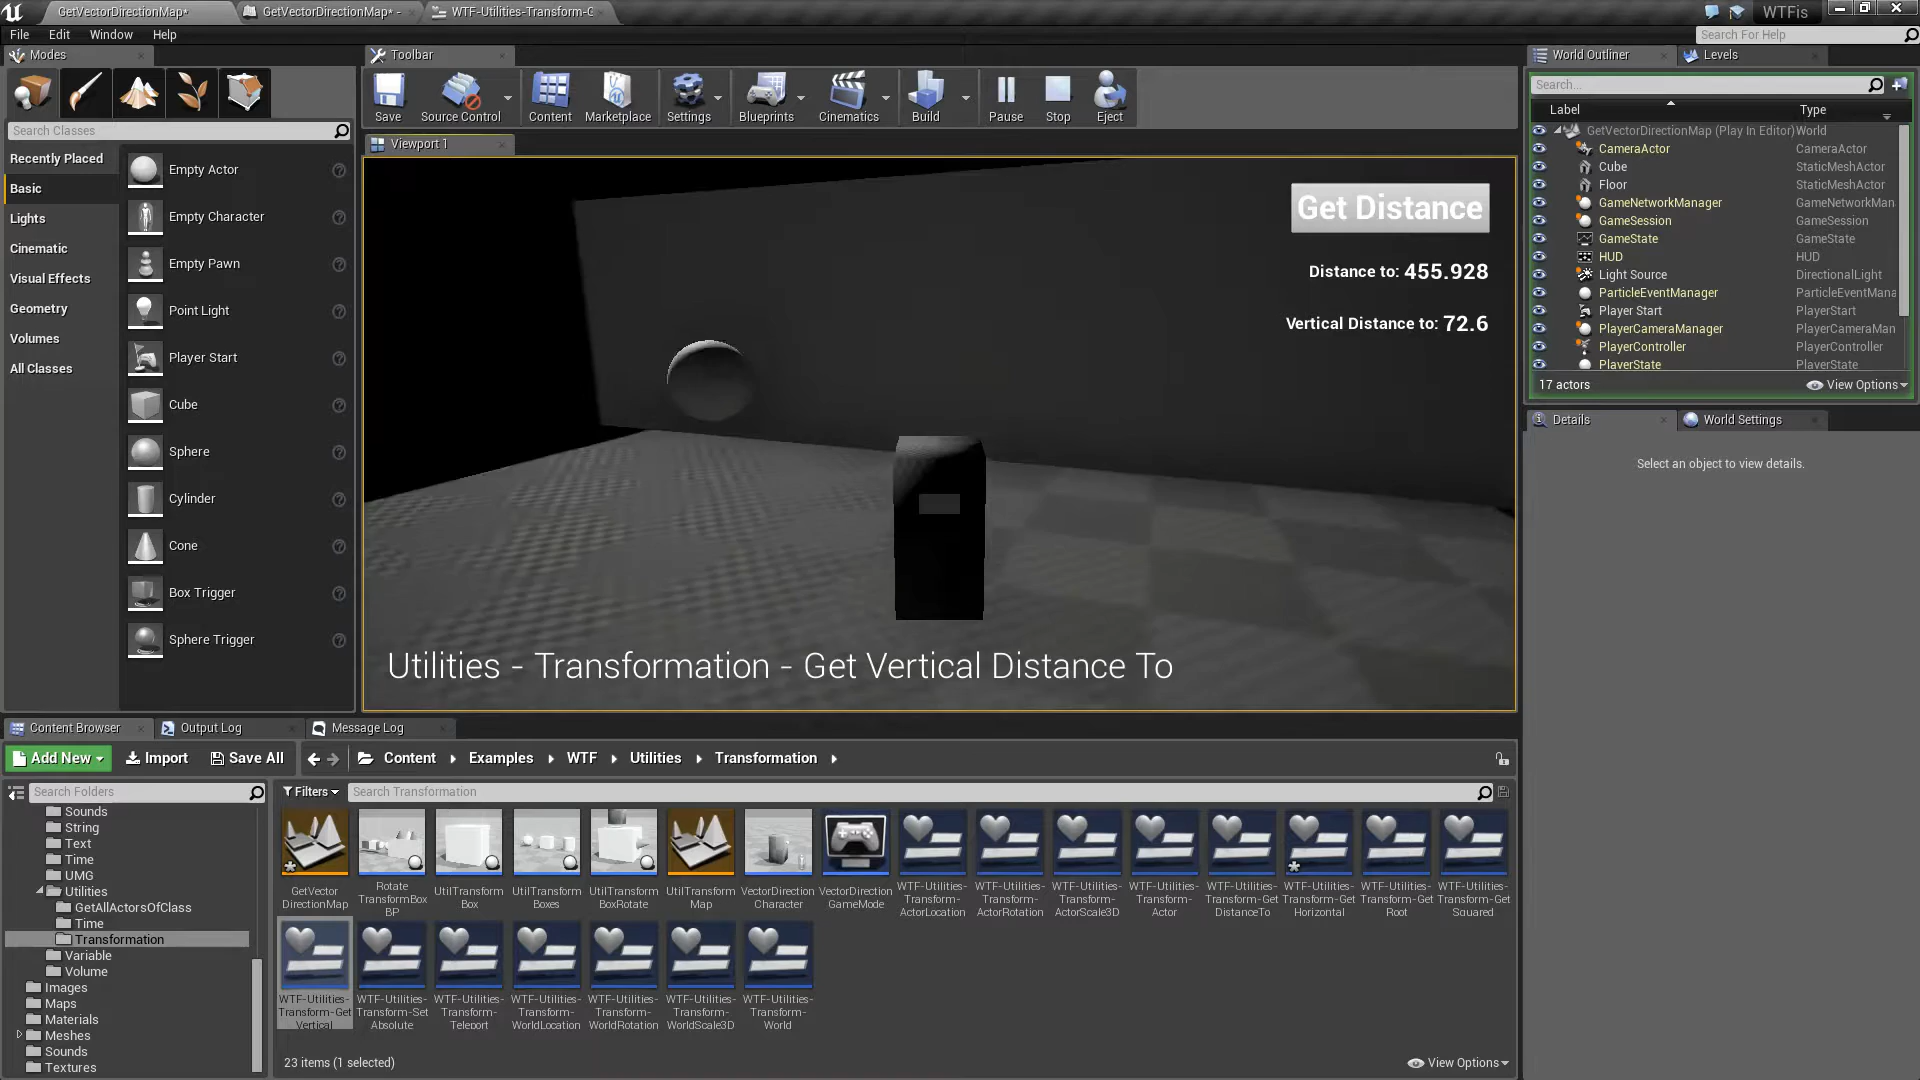 GetVectorDirectionMap*
GetVectorDirectionMap* -
WTF-Utilities-Transform-G
WTFis
File Edit Window Help
Search For Help
Modes
Toolbar
World Outliner
Levels
Save
Source Control
Content
Marketplace
Settings
Blueprints
Cinematics
Build
Pause
Stop
Eject
Search Classes
Recently Placed
Basic
Lights
Cinematic
Visual Effects
Geometry
Volumes
All Classes
Empty Actor
Empty Character
Empty Pawn
Point Light
Player Start
Cube
Sphere
Cylinder
Cone
Box Trigger
Sphere Trigger
Viewport 1
Get Distance
Distance to: 455.928
Vertical Distance to: 72.6
Utilities - Transformation - Get Vertical Distance To
Search...
Label Type
GetVectorDirectionMap (Play In Editor) World
CameraActor CameraActor
Cube StaticMeshActor
Floor StaticMeshActor
GameNetworkManager GameNetworkMan
GameSession GameSession
GameState GameState
HUD HUD
Light Source DirectionalLight
ParticleEventManager ParticleEventMana
Player Start PlayerStart
PlayerCameraManager PlayerCameraMan
PlayerController PlayerController
PlayerState PlayerState
17 actors
View Options
Details
World Settings
Select an object to view details.
Content Browser
Output Log
Message Log
Add New
Import
Save All
Content
Examples
WTF
Utilities
Transformation
Search Folders
Filters
Search Transformation
Sounds
String
Text
Time
UMG
Utilities
GetAllActorsOfClass
Time
Transformation
Variable
Volume
Images
Maps
Materials
Meshes
Sounds
Textures
GetVector
DirectionMap
Rotate
TransformBox
BP
UtilTransform
Box
UtilTransform
Boxes
UtilTransform
BoxRotate
UtilTransform
Map
VectorDirection
Character
VectorDirection
GameMode
WTF-Utilities-
Transform-
ActorLocation
WTF-Utilities-
Transform-
ActorRotation
WTF-Utilities-
Transform-
ActorScale3D
WTF-Utilities-
Transform-
Actor
WTF-Utilities-
Transform-Get
DistanceTo
WTF-Utilities-
Transform-Get
Horizontal
WTF-Utilities-
Transform-Get
Root
WTF-Utilities-
Transform-Get
Squared
WTF-Utilities-
Transform-Get
Vertical
WTF-Utilities-
Transform-Set
Absolute
WTF-Utilities-
Transform-
Teleport
WTF-Utilities-
Transform-
WorldLocation
WTF-Utilities-
Transform-
WorldRotation
WTF-Utilities-
Transform-
WorldScale3D
WTF-Utilities-
Transform-
World
23 items (1 selected)
View Options